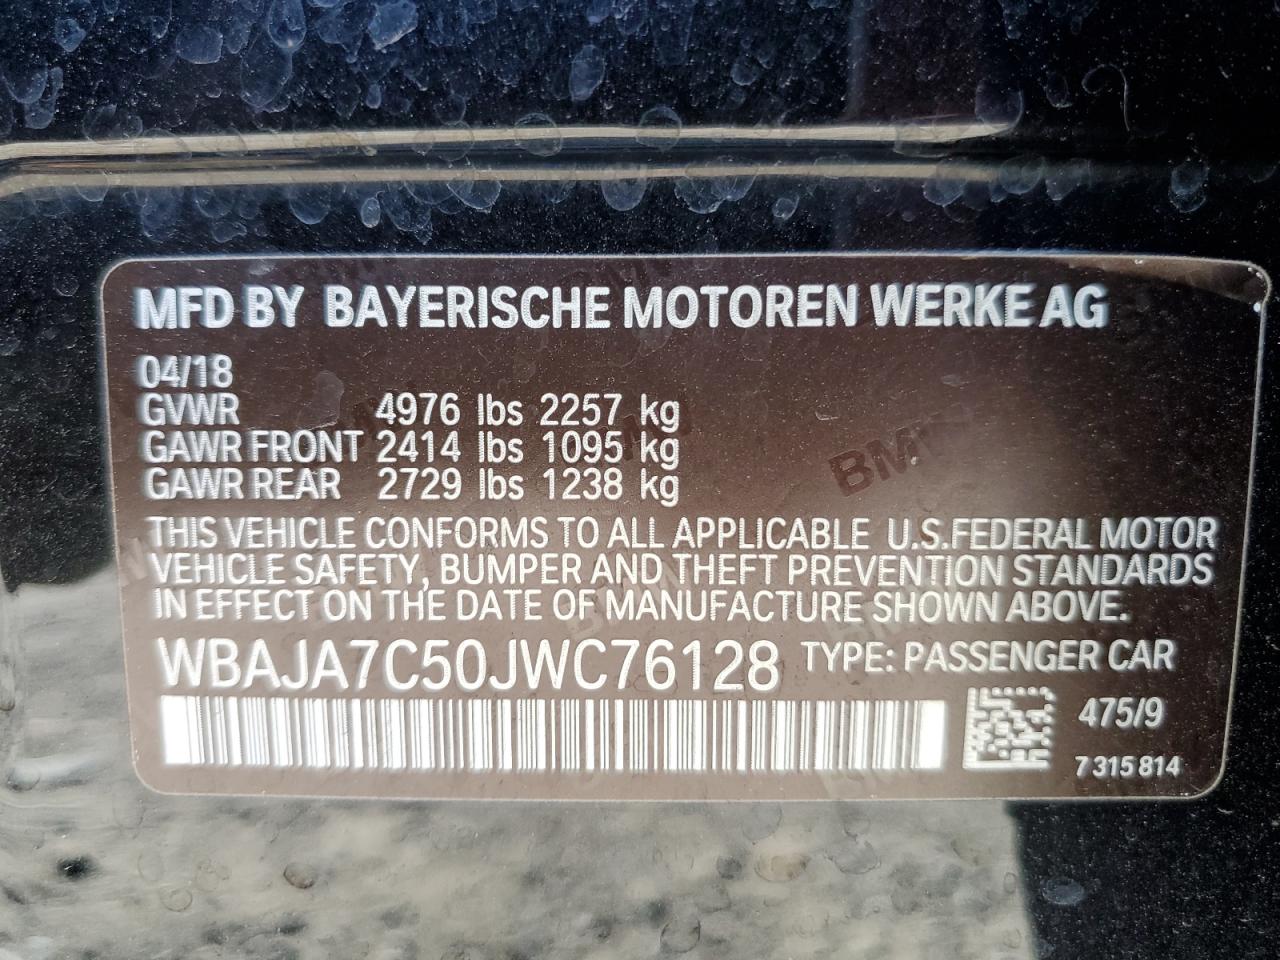 MFD BY BAYERISCHE MOTOREN WERKE AG
04/18
GVWR 4976 lbs 2257 kg
GAWR FRONT 2414 lbs 1095 kg
GAWR REAR 2729 lbs 1238 kg
THIS VEHICLE CONFORMS TO ALL APPLICABLE U.S.FEDERAL MOTOR
VEHICLE SAFETY, BUMPER AND THEFT PREVENTION STANDARDS
IN EFFECT ON THE DATE OF MANUFACTURE SHOWN ABOVE.
WBAJA7C50JWC76128 TYPE: PASSENGER CAR
475/9
7 315 814
BMW